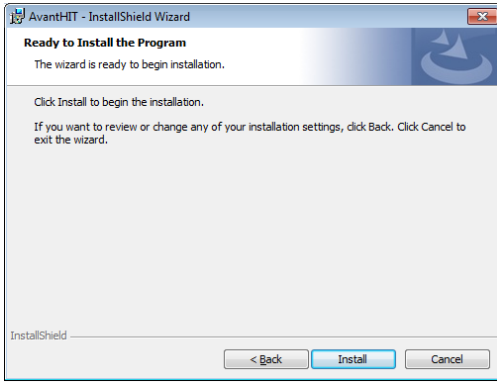 AvantHIT - InstallShield Wizard
Ready to Install the Program
The wizard is ready to begin installation.
Click Install to begin the installation.
If you want to review or change any of your installation settings, click Back. Click Cancel to
exit the wizard.
InstallShield
< Back
Install
Cancel